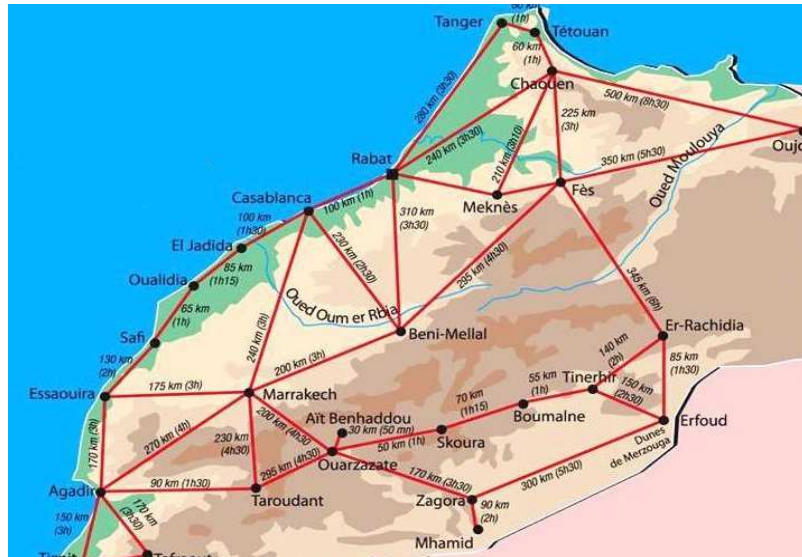 60 km
(1h)
Tanger
Tétouan
60 km
(1h)
Chaouen
280 km (3h30)
500 km (8h30)
225 km
(3h)
240 km (3h30)
210 km (3h10)
Oued Moulouya
Rabat
350 km (5h30)
Meknès
Fès
Casablanca
100 km (1h)
310 km
(3h30)
100 km
(1h30)
El Jadida
230 km (2h30)
295 km (4h30)
85 km
(1h15)
Oualidia
345 km (6h)
65 km
(1h)
Oued Oum er Rbia
Safi
240 km (3h)
Beni-Mellal
Er-Rachidia
130 km
(2h)
200 km (3h)
140 km
(2h)
85 km
(1h30)
Essaouira
175 km (3h)
Marrakech
55 km
(1h)
Tinerhir
150 km
(2h30)
70 km
(1h15)
Boumalne
200 km (4h30)
Aït Benhaddou
30 km (50 mn)
Skoura
50 km (1h)
Erfoud
Dunes
de Merzouga
170 km (3h)
270 km (4h)
230 km
(4h30)
295 km (4h30)
Ouarzazate
90 km (1h30)
Agadir
Taroudant
170 km (3h30)
300 km (5h30)
Zagora
90 km
(2h)
Mhamid
150 km
(3h)
170 km
(3h30)